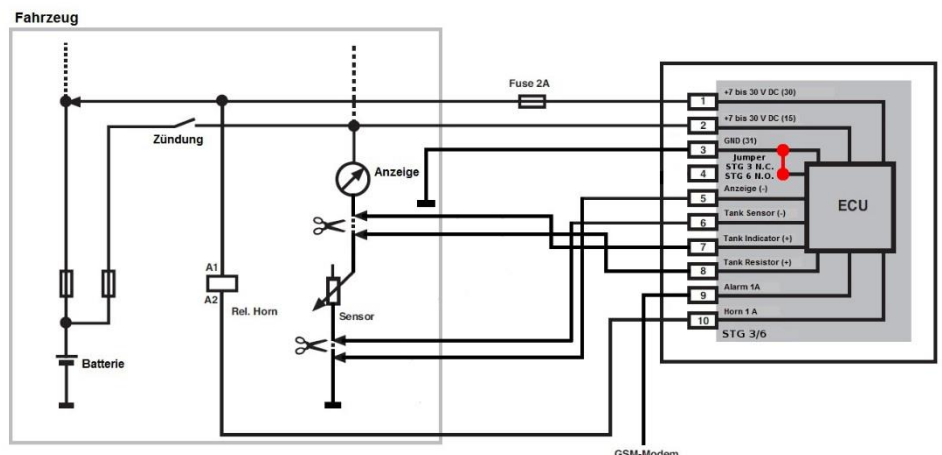 Fahrzeug
Fuse 2A
Zündung
Anzeige
A1
A2
Rel. Horn
Sensor
Batterie
1
+7 bis 30 V DC (30)
2
+7 bis 30 V DC (15)
3
GND (31)
4
Jumper
STG 3 N.C.
STG 6 N.O.
5
Anzeige (-)
6
Tank Sensor (-)
7
Tank Indicator (+)
8
Tank Resistor (+)
9
Alarm 1A
10
Horn 1 A
ECU
STG 3/6
GSM-Modem